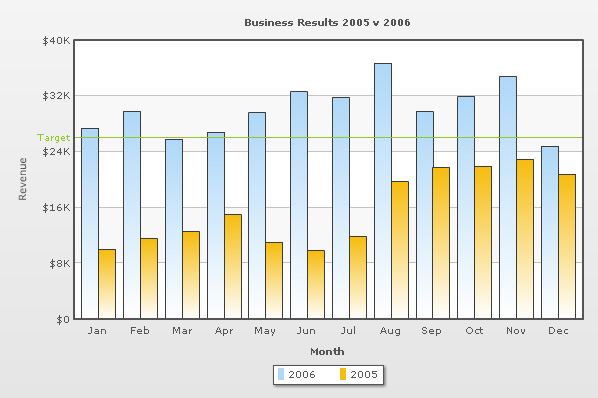 Business Results 2005 v 2006
$40K
$32K
Target
$24K
$16K
$8K
$0
Revenue
Jan Feb Mar Apr May Jun Jul Aug Sep Oct Nov Dec
Month
2006 2005